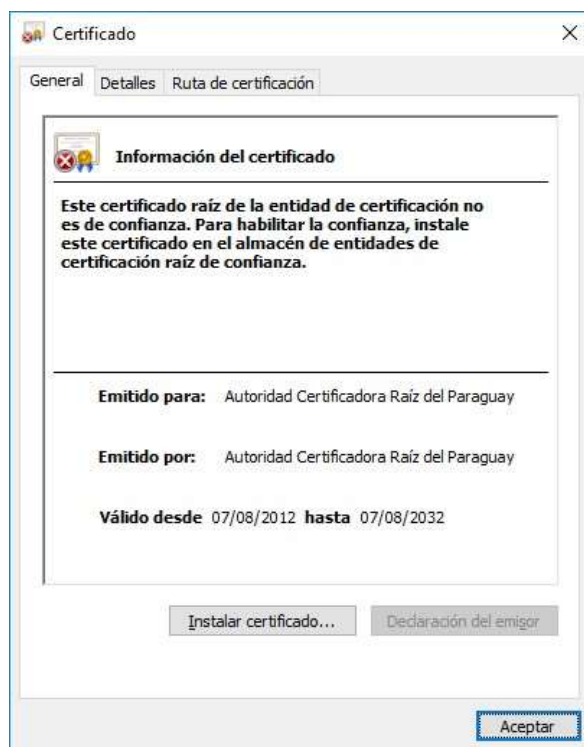 Certificado
General Detalles Ruta de certificación
Información del certificado
Este certificado raíz de la entidad de certificación no
es de confianza. Para habilitar la confianza, instale
este certificado en el almacén de entidades de
certificación raíz de confianza.
Emitido para: Autoridad Certificadora Raíz del Paraguay
Emitido por: Autoridad Certificadora Raíz del Paraguay
Válido desde 07/08/2012 hasta 07/08/2032
Instalar certificado... Declaración del emisor
Aceptar